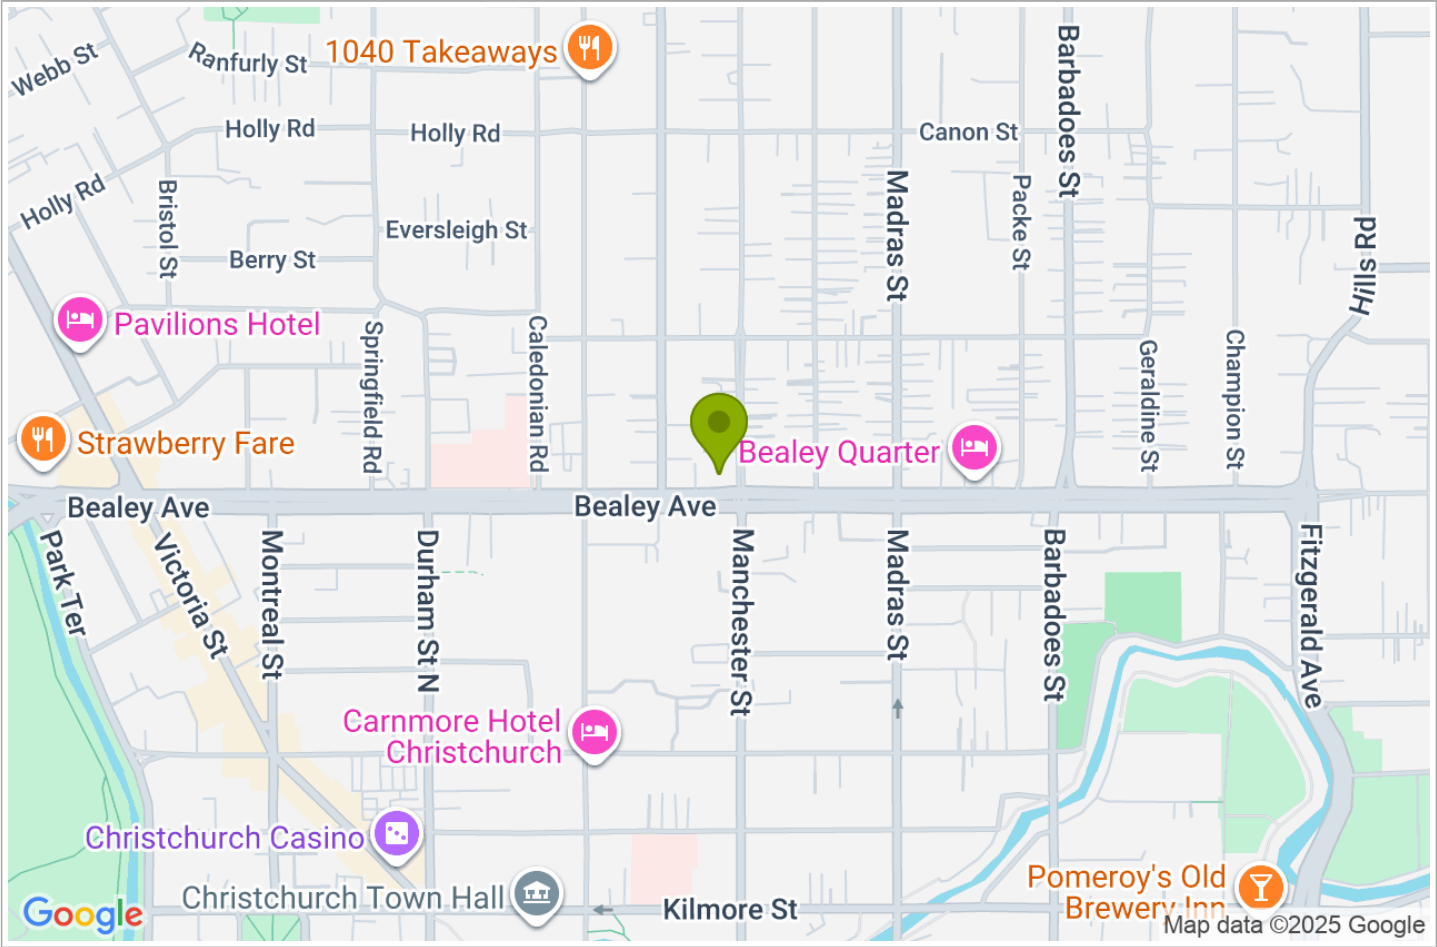 Webb St
Ranfurly St
1040 Takeaways
Barbadoes St
Holly Rd
Holly Rd
Canon St
Holly Rd
Bristol St
Madras St
Packe St
Eversleigh St
Berry St
Hills Rd
Pavilions Hotel
Springfield Rd
Caledonian Rd
Geraldine St
Champion St
Strawberry Fare
Bealey Quarter
Bealey Ave
Bealey Ave
Park Ter
Victoria St
Montreal St
Durham St N
Manchester St
Madras St
Barbadoes St
Fitzgerald Ave
Carnmore Hotel
Christchurch
Christchurch Casino
Christchurch Town Hall
Kilmore St
Pomeroy's Old
Brewery Inn
Google
Map data ©2025 Google